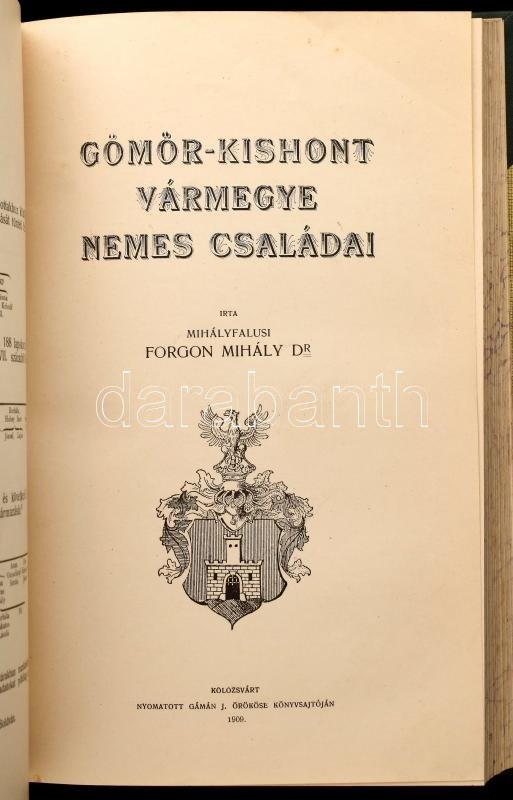 GÖMÖR-KISHONT
VÁRMEGYE
NEMES CSALÁDAI
IRTA
MIHÁLYFALUSI
FORGON MIHÁLY DR
darabanth
KOLOZSVÁRT
NYOMATOTT GÁMÁN J. ÖRÖKÖSE KÖNYVSAJTÓJÁN
1909.